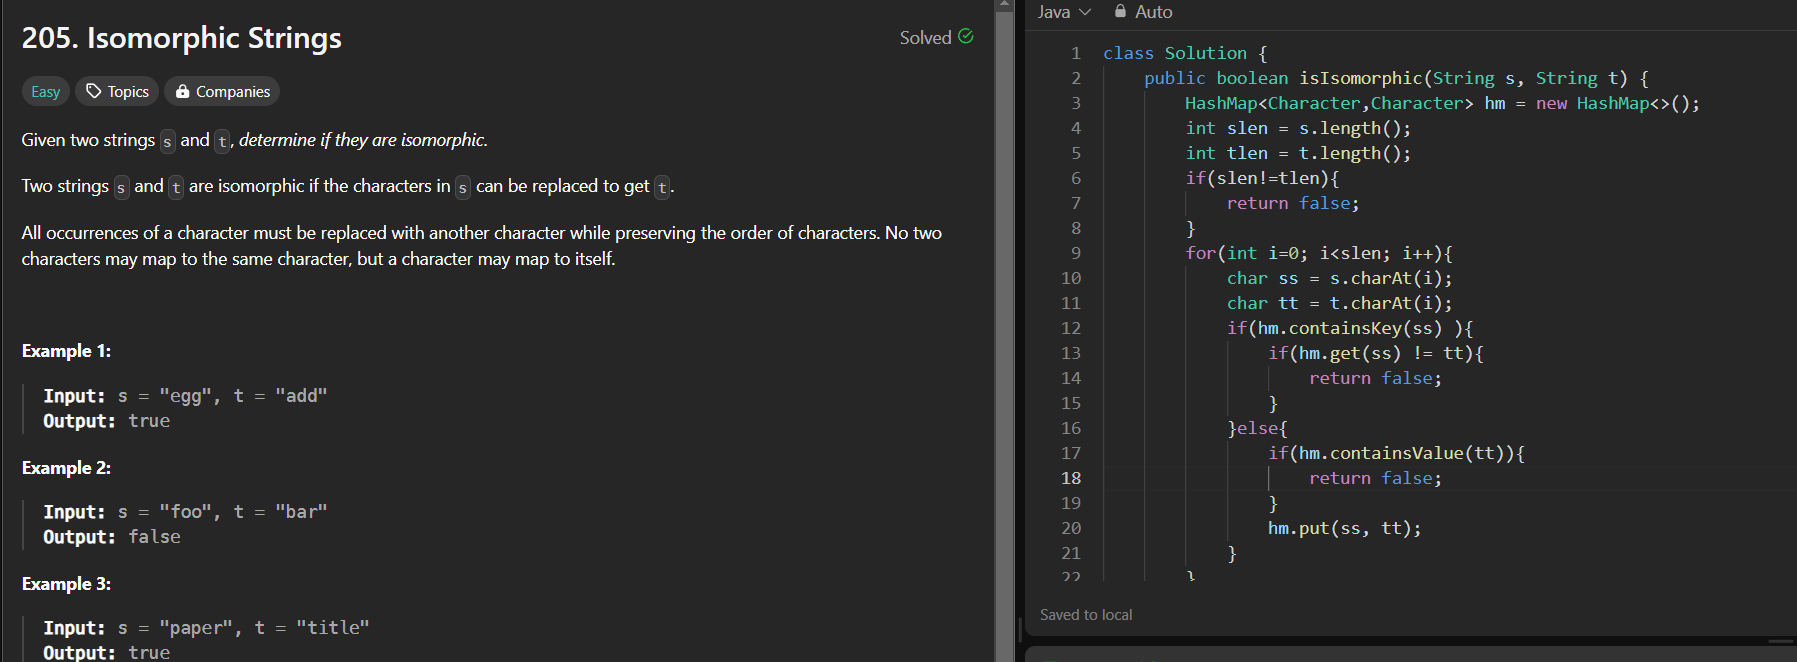 205. Isomorphic Strings
Solved
Easy
Topics
Companies
Given two strings s and t, determine if they are isomorphic.
Two strings s and t are isomorphic if the characters in s can be replaced to get t.
All occurrences of a character must be replaced with another character while preserving the order of characters. No two
characters may map to the same character, but a character may map to itself.
Example 1:
Input: s = "egg", t = "add"
Output: true
Example 2:
Input: s = "foo", t = "bar"
Output: false
Example 3:
Input: s = "paper", t = "title"
Output: true
Java
Auto
1 class Solution {
2 public boolean isIsomorphic(String s, String t) {
3 HashMap<Character,Character> hm = new HashMap<>();
4 int slen = s.length();
5 int tlen = t.length();
6 if(slen!=tlen){
7 return false;
8 }
9 for(int i=0; i<slen; i++){
10 char ss = s.charAt(i);
11 char tt = t.charAt(i);
12 if(hm.containsKey(ss) ){
13 if(hm.get(ss) != tt){
14 return false;
15 }
16 }else{
17 if(hm.containsValue(tt)){
18 return false;
19 }
20 hm.put(ss, tt);
21 }
22 }
Saved to local